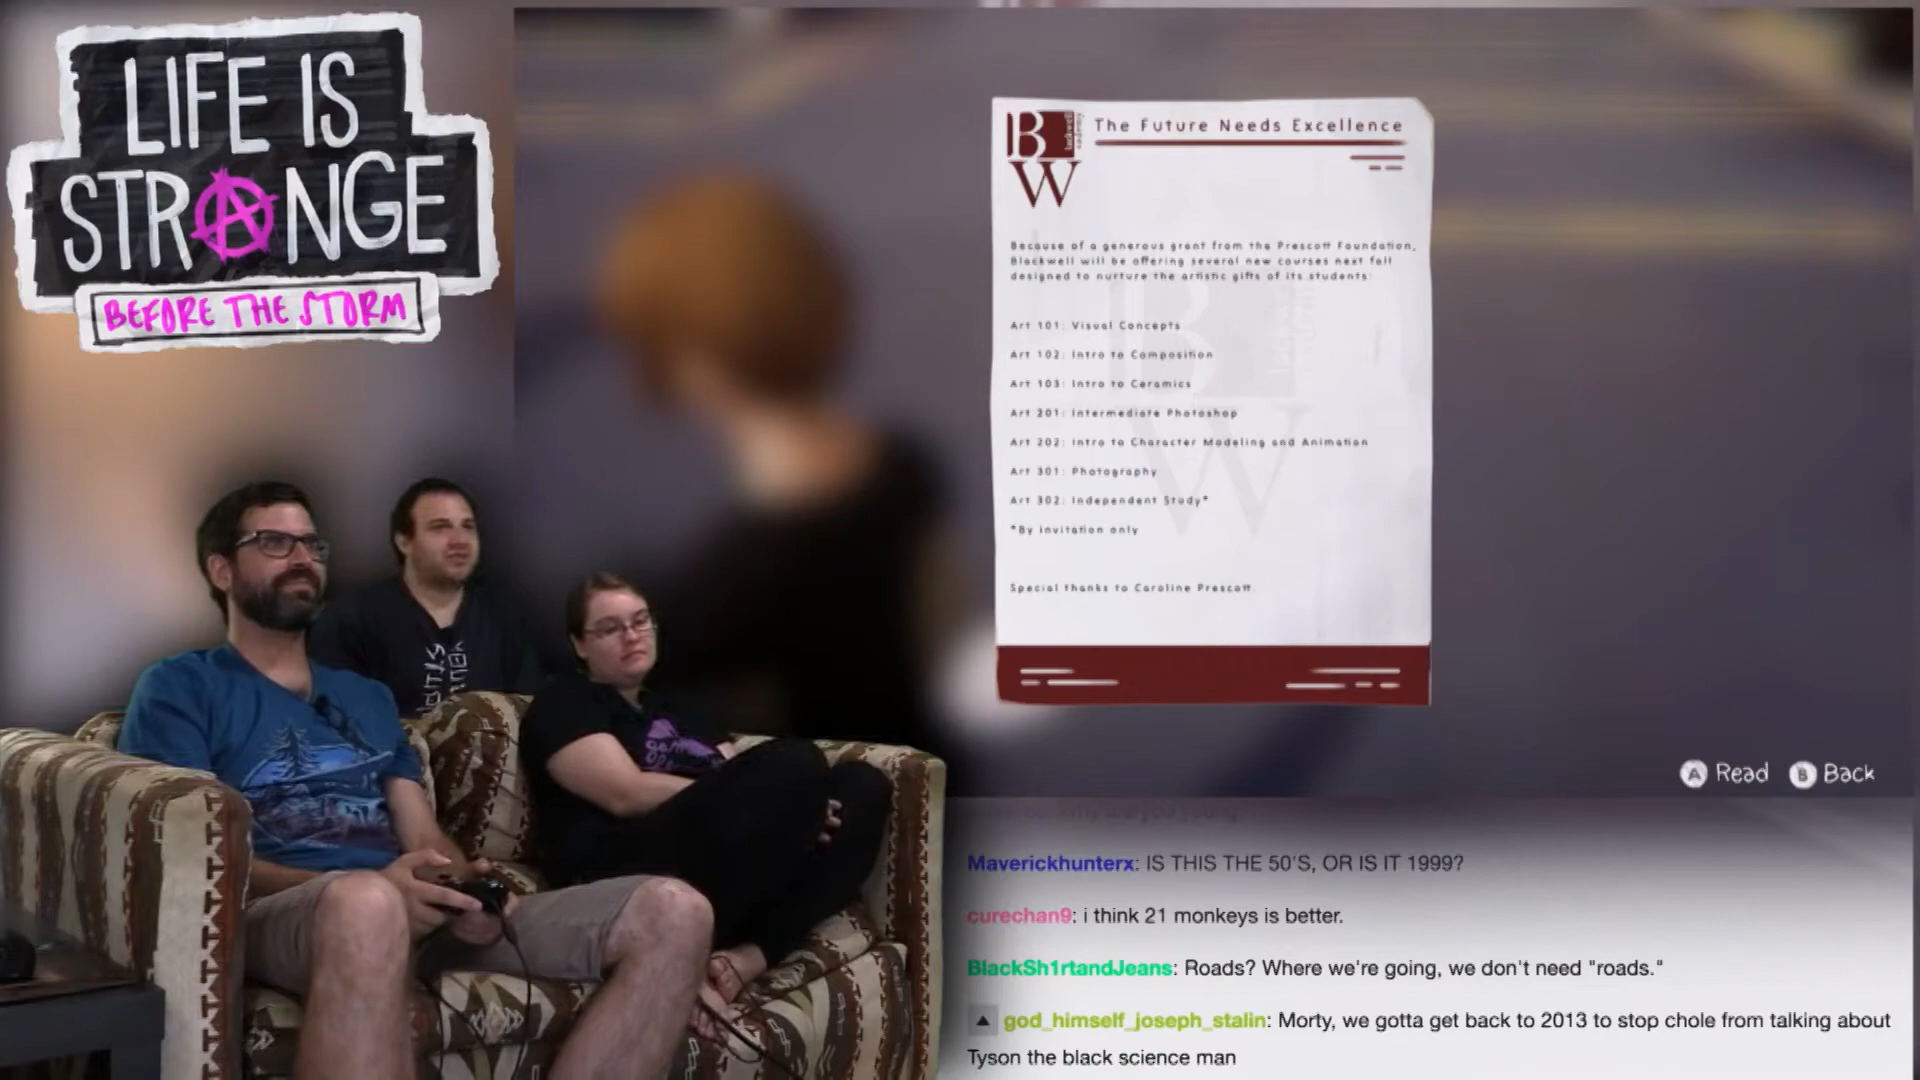 LIFE IS
STRANGE
BEFORE THE STORM
BW
The Future Needs Excellence
Because of a generous grant from the Prescott Foundation,
Blackwell will be offering several new courses next fall
designed to nurture the artistic gifts of its students:
Art 101: Visual Concepts
Art 102: Intro to Composition
Art 103: Intro to Ceramics
Art 201: Intermediate Photoshop
Art 202: Intro to Character Modeling and Animation
Art 301: Photography
Art 302: Independent Study*
*By invitation only
Special thanks to Caroline Prescott.
A Read B Back
why are you young
Maverickhunterx: IS THIS THE 50'S, OR IS IT 1999?
curechan9: i think 21 monkeys is better.
BlackSh1rtandJeans: Roads? Where we're going, we don't need "roads."
god_himself_joseph_stalin: Morty, we gotta get back to 2013 to stop chole from talking about
Tyson the black science man